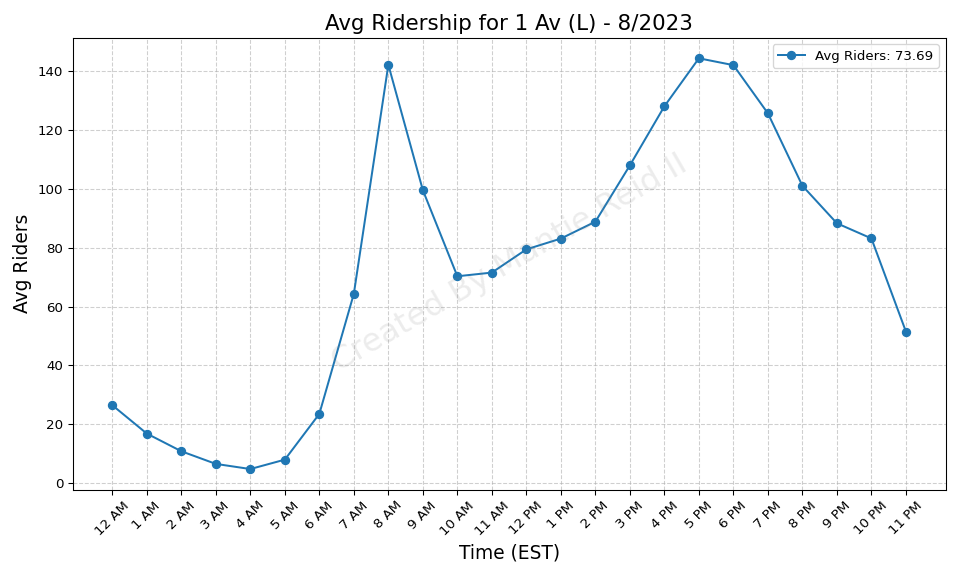 Avg Ridership for 1 Av (L) - 8/2023
Avg Riders: 73.69
Avg Riders
140
120
100
80
60
40
20
0
Created By Mantie Reid II
12 AM
1 AM
2 AM
3 AM
4 AM
5 AM
6 AM
7 AM
8 AM
9 AM
10 AM
11 AM
12 PM
1 PM
2 PM
3 PM
4 PM
5 PM
6 PM
7 PM
8 PM
9 PM
10 PM
11 PM
Time (EST)